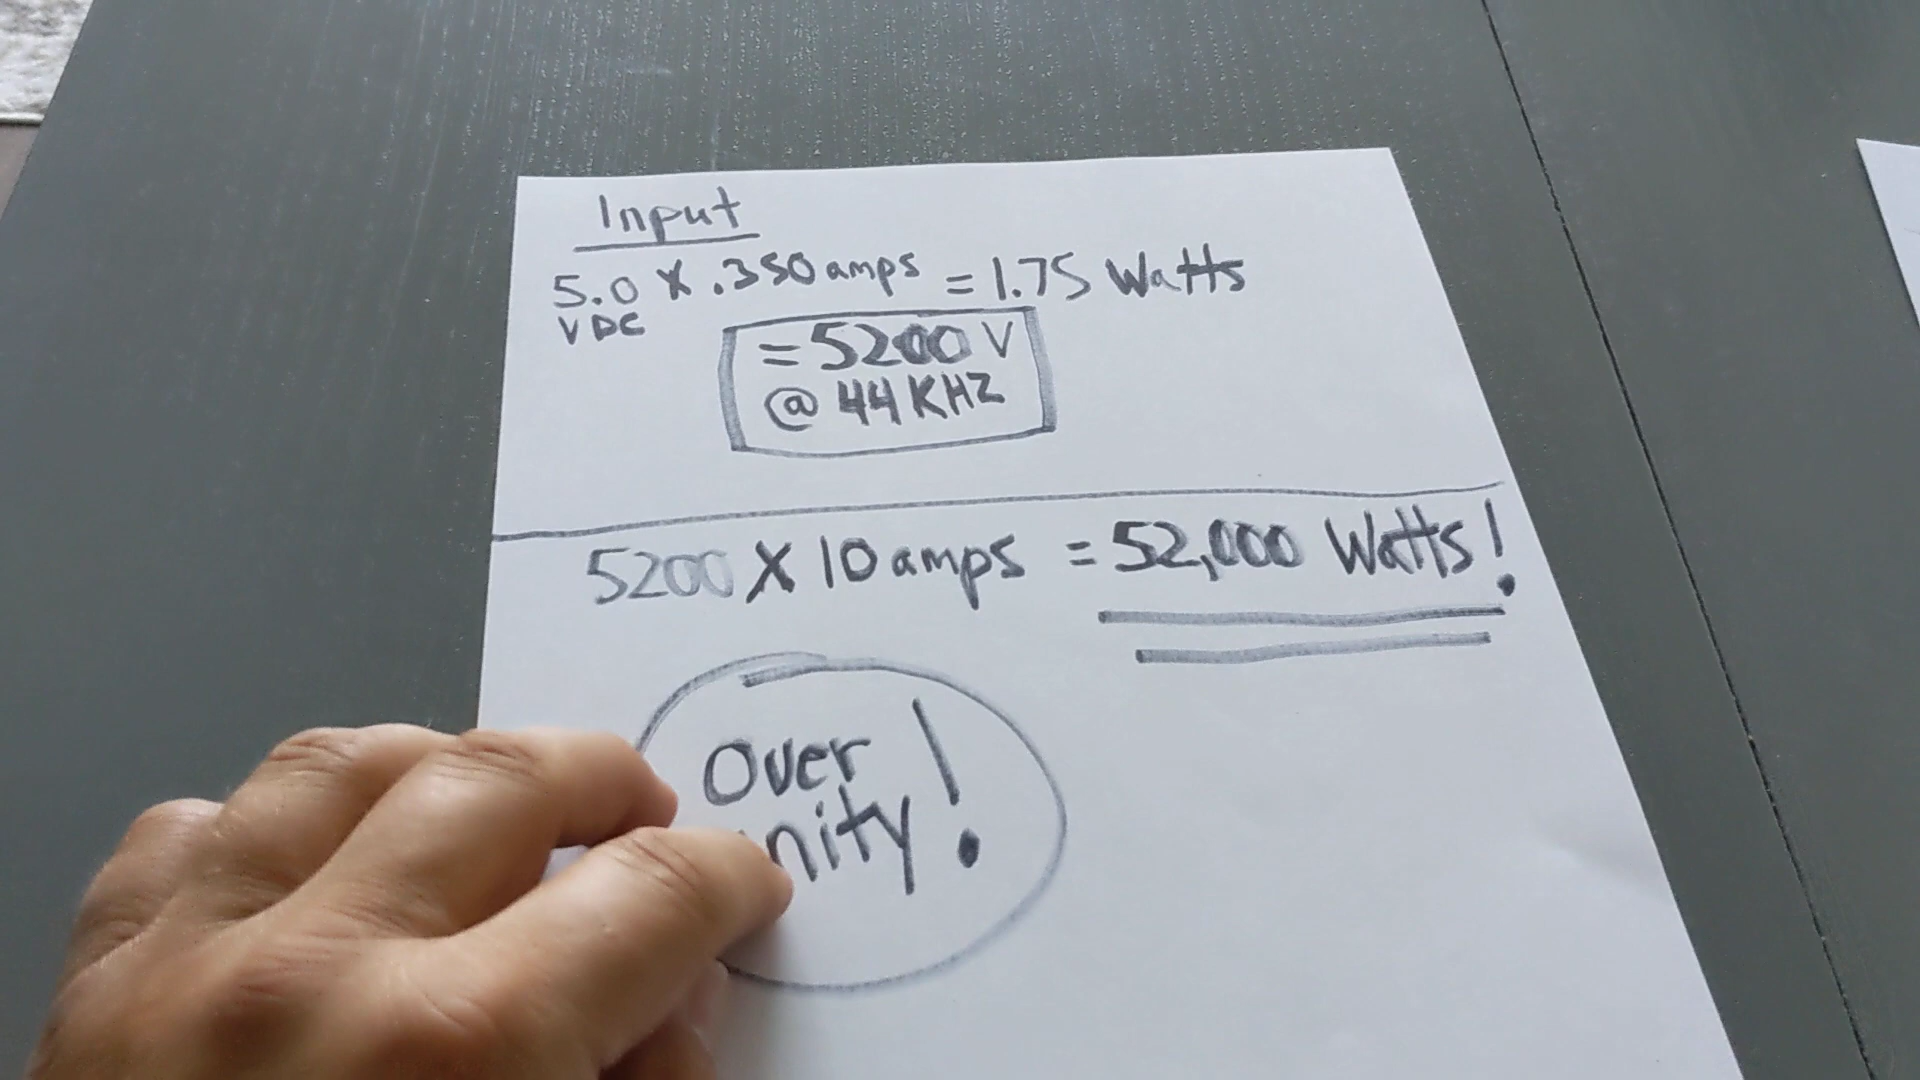 Input
5.0 X .350 amps = 1.75 Watts
VDC
= 5200 V
@ 44 KHZ
5200 X 10 amps = 52,000 Watts!
Over
nity!